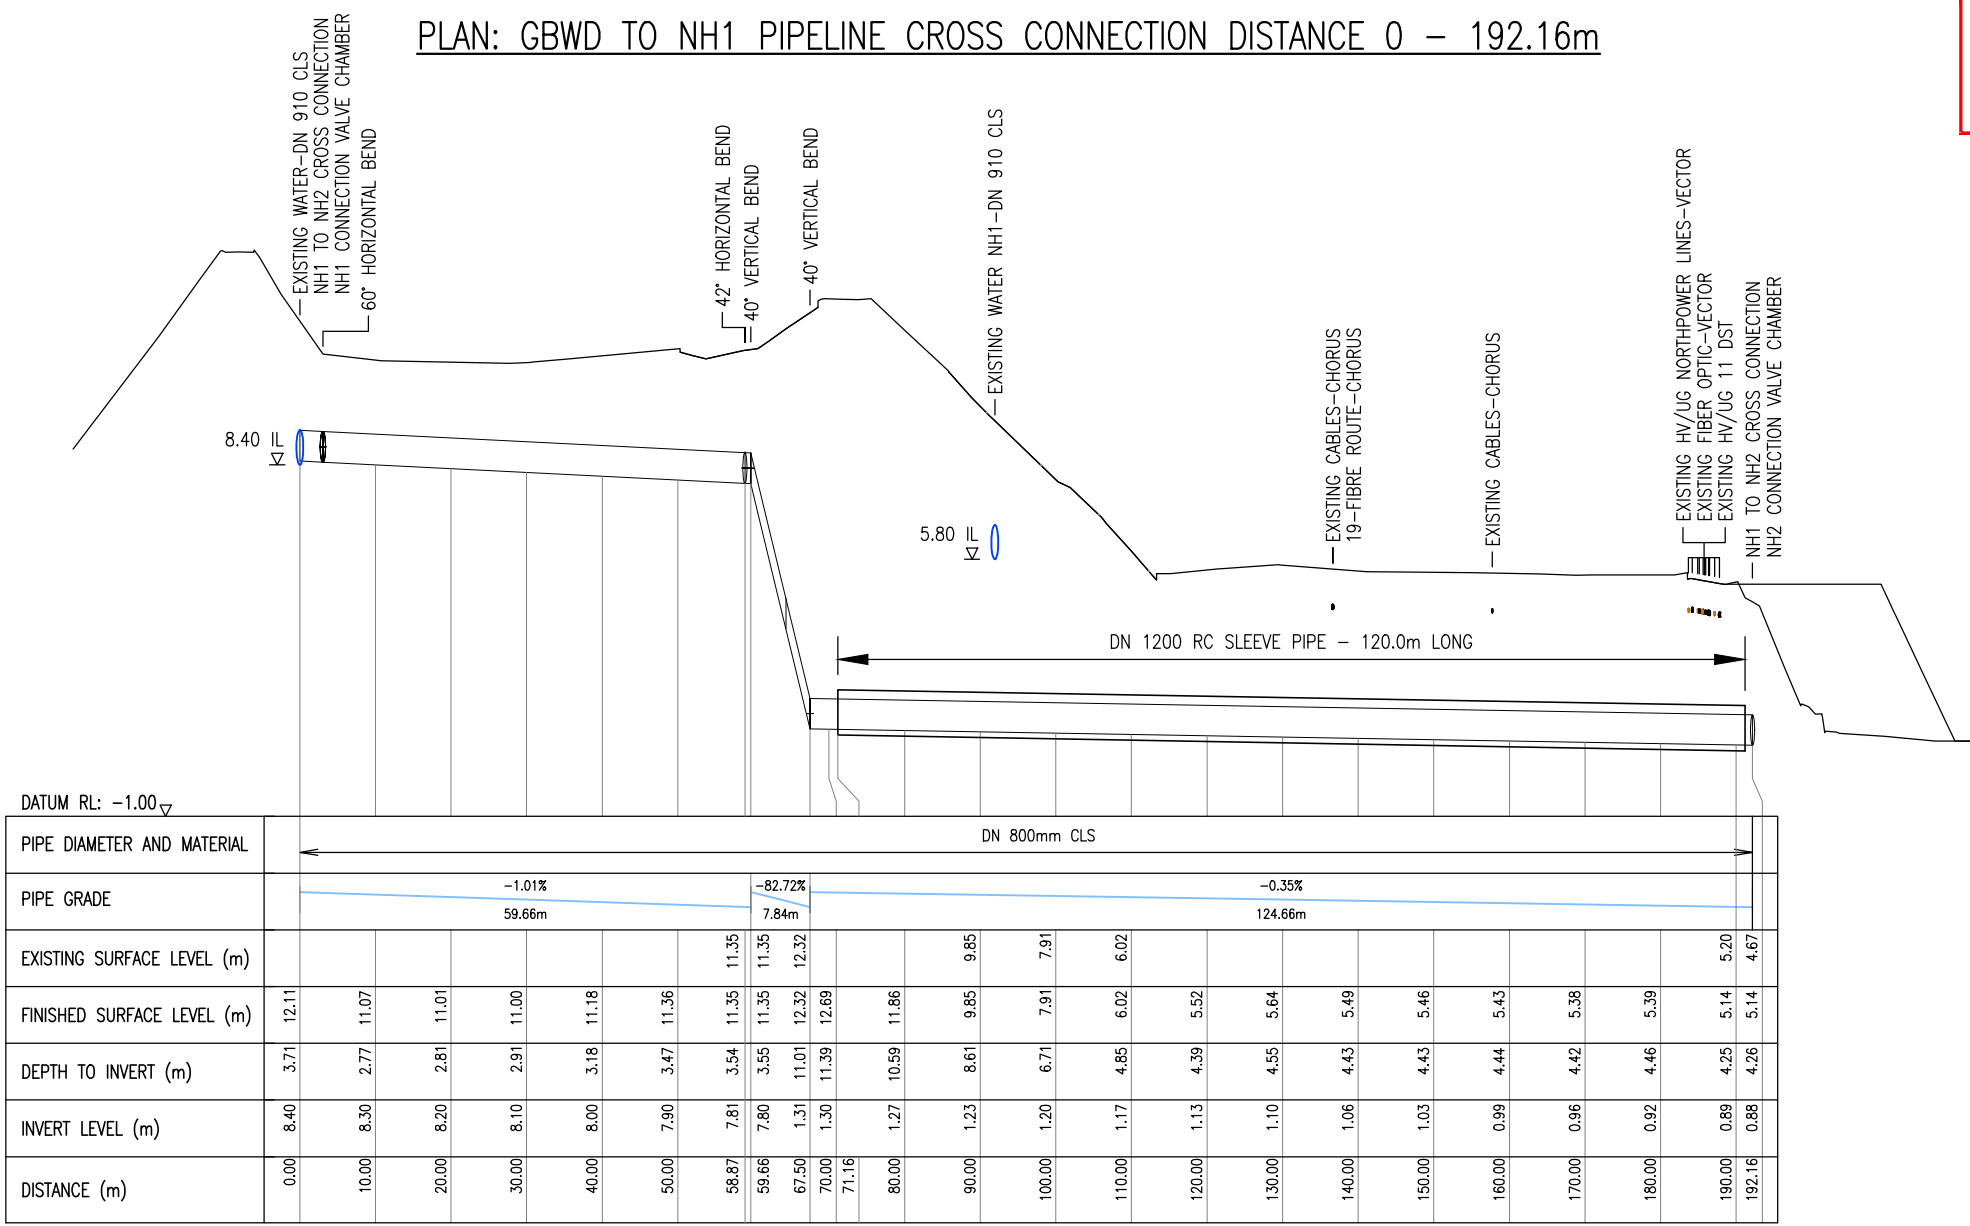 PLAN: GBWD TO NH1 PIPELINE CROSS CONNECTION DISTANCE 0 - 192.16m
EXISTING WATER-DN 910 CLS
NH1 TO NH2 CROSS CONNECTION
NH1 CONNECTION VALVE CHAMBER
60° HORIZONTAL BEND
42° HORIZONTAL BEND
40° VERTICAL BEND
40° VERTICAL BEND
EXISTING WATER NH1-DN 910 CLS
EXISTING CABLES-CHORUS
19-FIBRE ROUTE-CHORUS
EXISTING CABLES-CHORUS
EXISTING HV/UG NORTHPOWER LINES-VECTOR
EXISTING FIBER OPTIC-VECTOR
EXISTING HV/UG 11 DST
NH1 TO NH2 CROSS CONNECTION
NH2 CONNECTION VALVE CHAMBER
8.40 IL
5.80 IL
DN 1200 RC SLEEVE PIPE - 120.0m LONG
DATUM RL: -1.00
PIPE DIAMETER AND MATERIAL DN 800mm CLS
PIPE GRADE -1.01% -82.72% -0.35%
59.66m 7.84m 124.66m
EXISTING SURFACE LEVEL (m) 11.35 11.35 12.32 9.85 7.91 6.02 5.20 4.67
FINISHED SURFACE LEVEL (m) 12.11 11.07 11.01 11.00 11.18 11.36 11.35 11.35 12.32 12.69 11.86 9.85 7.91 6.02 5.52 5.64 5.49 5.46 5.43 5.38 5.39 5.14 5.14
DEPTH TO INVERT (m) 3.71 2.77 2.81 2.91 3.18 3.47 3.54 3.55 11.01 11.39 10.59 8.61 6.71 4.85 4.39 4.55 4.43 4.43 4.44 4.42 4.46 4.25 4.26
INVERT LEVEL (m) 8.40 8.30 8.20 8.10 8.00 7.90 7.81 7.80 1.31 1.30 1.27 1.23 1.20 1.17 1.13 1.10 1.06 1.03 0.99 0.96 0.92 0.89 0.88
DISTANCE (m) 0.00 10.00 20.00 30.00 40.00 50.00 58.87 59.66 67.50 70.00 71.16 80.00 90.00 100.00 110.00 120.00 130.00 140.00 150.00 160.00 170.00 180.00 190.00 192.16